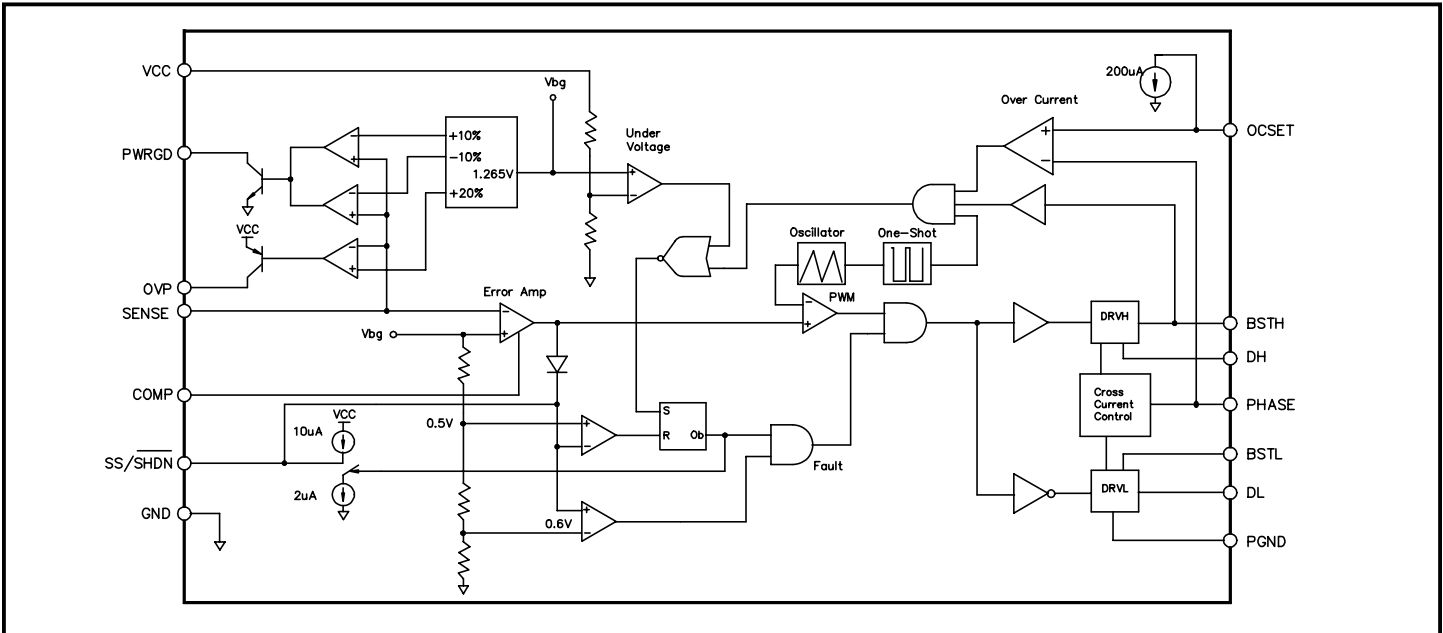 VCC
PWRGD
VCC
OVP
SENSE
COMP
SS/SHDN
GND
+10%
-10%
1.265V
+20%
Vbg
Under
Voltage
Over Current
200uA
OCSET
+
-
Oscillator
One-Shot
PWM
Error Amp
Vbg
0.5V
VCC
10uA
2uA
0.6V
S
R
Qb
Fault
DRVH
Cross
Current
Control
DRVL
BSTH
DH
PHASE
BSTL
DL
PGND